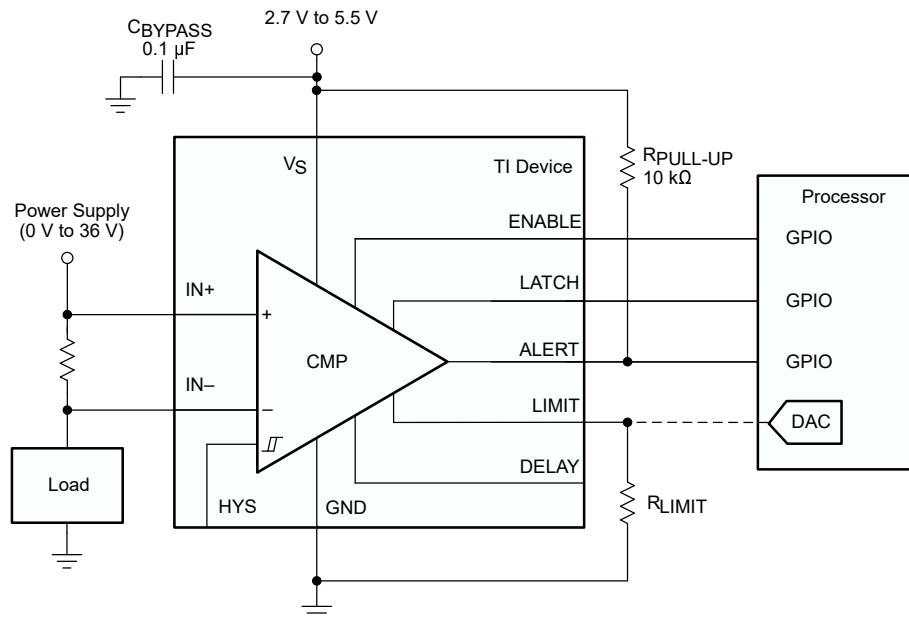 CBYPASS
0.1 µF
2.7 V to 5.5 V
VS
TI Device
RPULL-UP
10 kΩ
Processor
Power Supply
(0 V to 36 V)
ENABLE
GPIO
IN+
LATCH
GPIO
+
CMP
ALERT
GPIO
IN–
LIMIT
–
DAC
DELAY
Load
HYS
GND
RLIMIT